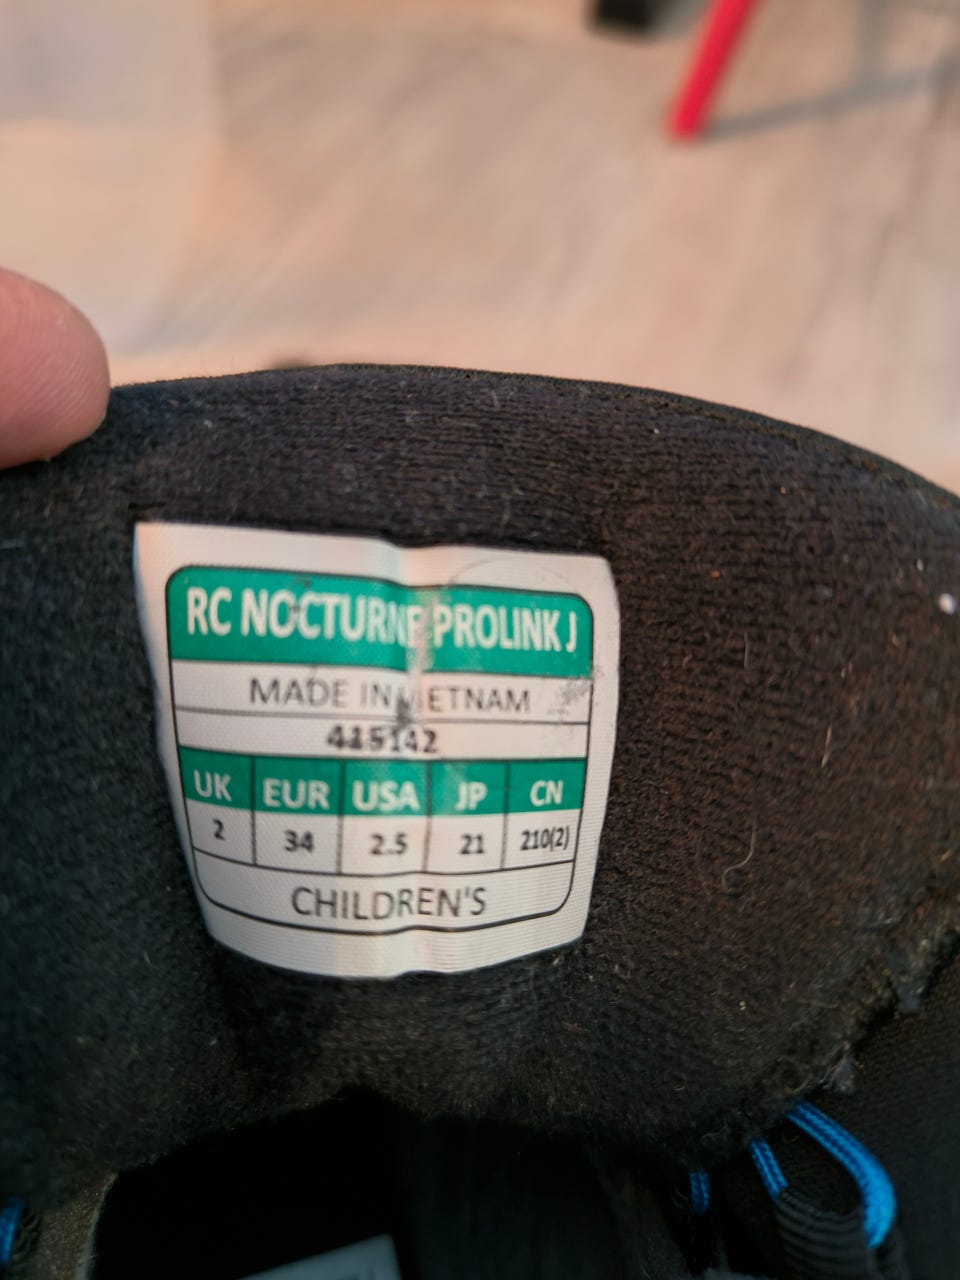 RC NOCTURNE PROLINK J
MADE IN VIETNAM
415142
UK EUR USA JP CN
2 34 2.5 21 210(2)
CHILDREN'S